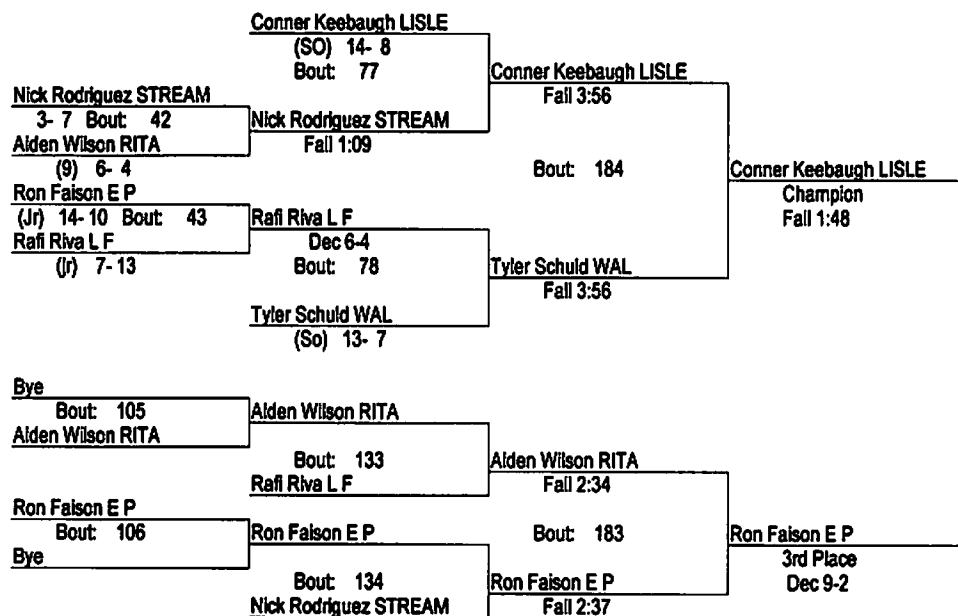 Conner Keebaugh LISLE
(SO) 14- 8
Bout: 77
Conner Keebaugh LISLE
Fall 3:56
Nick Rodriguez STREAM
3- 7 Bout: 42
Nick Rodriguez STREAM
Fall 1:09
Alden Wilson RITA
(9) 6- 4
Bout: 184
Conner Keebaugh LISLE
Champion
Fall 1:48
Ron Faison E P
(Jr) 14- 10 Bout: 43
Rafi Riva L F
Dec 6-4
Rafi Riva L F
(jr) 7- 13
Bout: 78
Tyler Schuld WAL
Fall 3:56
Tyler Schuld WAL
(So) 13- 7
Bye
Bout: 105
Alden Wilson RITA
Alden Wilson RITA
Bout: 133
Alden Wilson RITA
Fall 2:34
Rafi Riva L F
Ron Faison E P
Bout: 106
Ron Faison E P
Bout: 183
Ron Faison E P
3rd Place
Dec 9-2
Bye
Bout: 134
Ron Faison E P
Fall 2:37
Nick Rodriguez STREAM